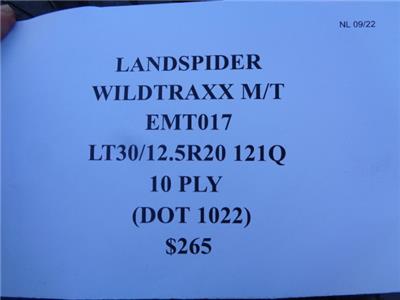 NL 09/22
LANDSPIDER
WILDTRAXX M/T
EMT017
LT30/12.5R20 121Q
10 PLY
(DOT 1022)
$265